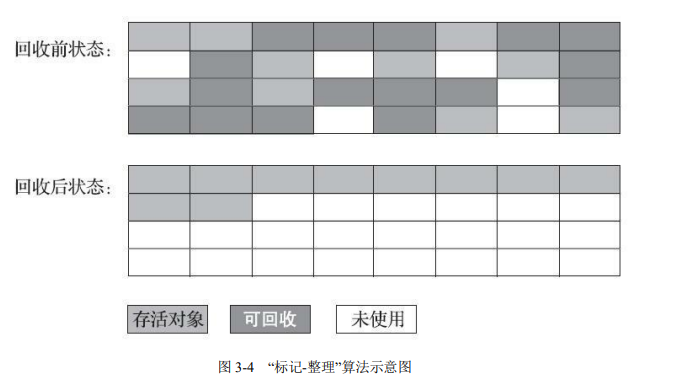 回收前状态：
回收后状态：
存活对象
可回收
未使用
图 3-4 “标记-整理”算法示意图